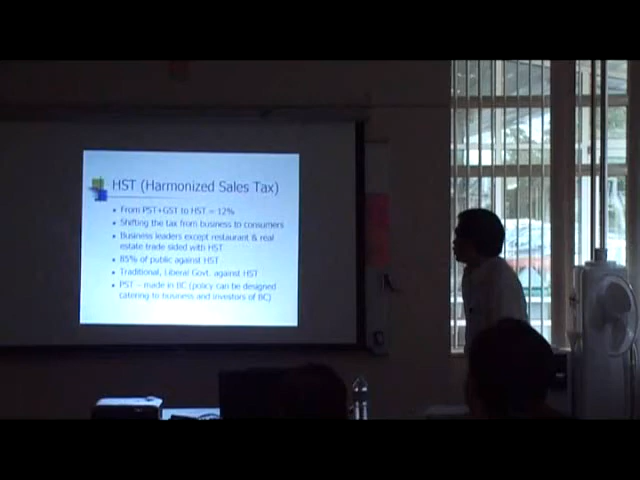 HST (Harmonized Sales Tax)
From PST+GST to HST = 12%
Shifting the tax from business to consumers
Business leaders except restaurant & real
estate trade sided with HST
85% of public against HST
Traditional, Liberal Govt. against HST
PST – made in BC (policy can be designed
catering to business and investors of BC)